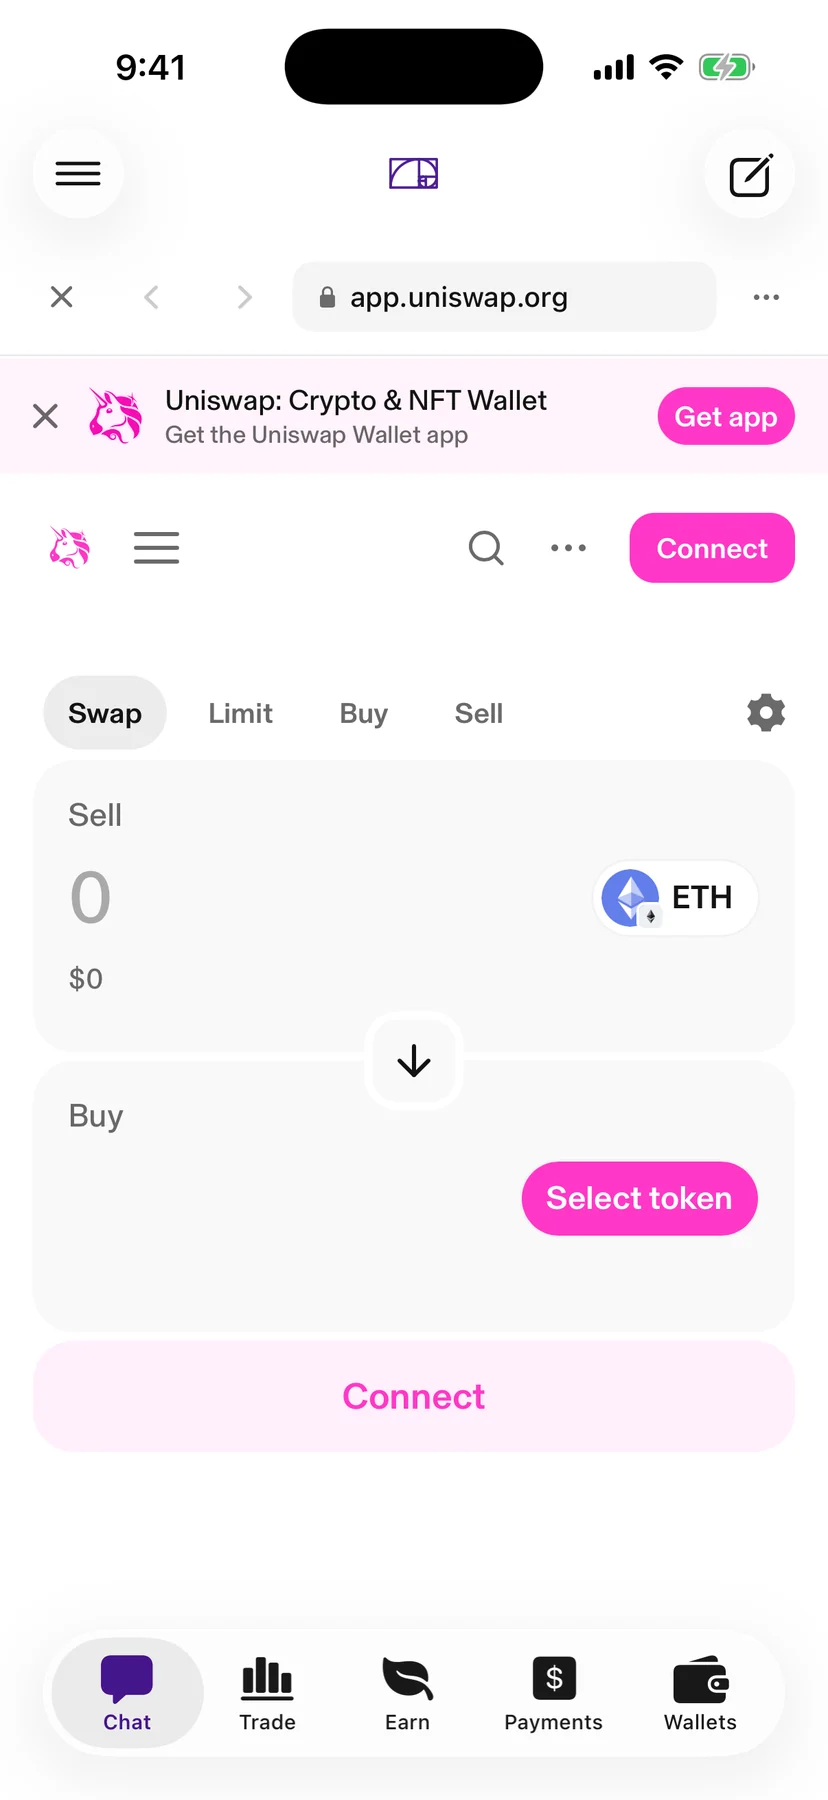 9:41
app.uniswap.org
Uniswap: Crypto & NFT Wallet
Get the Uniswap Wallet app
Get app
Connect
Swap
Limit
Buy
Sell
Sell
0
ETH
$0
Buy
Select token
Connect
Chat
Trade
Earn
Payments
Wallets